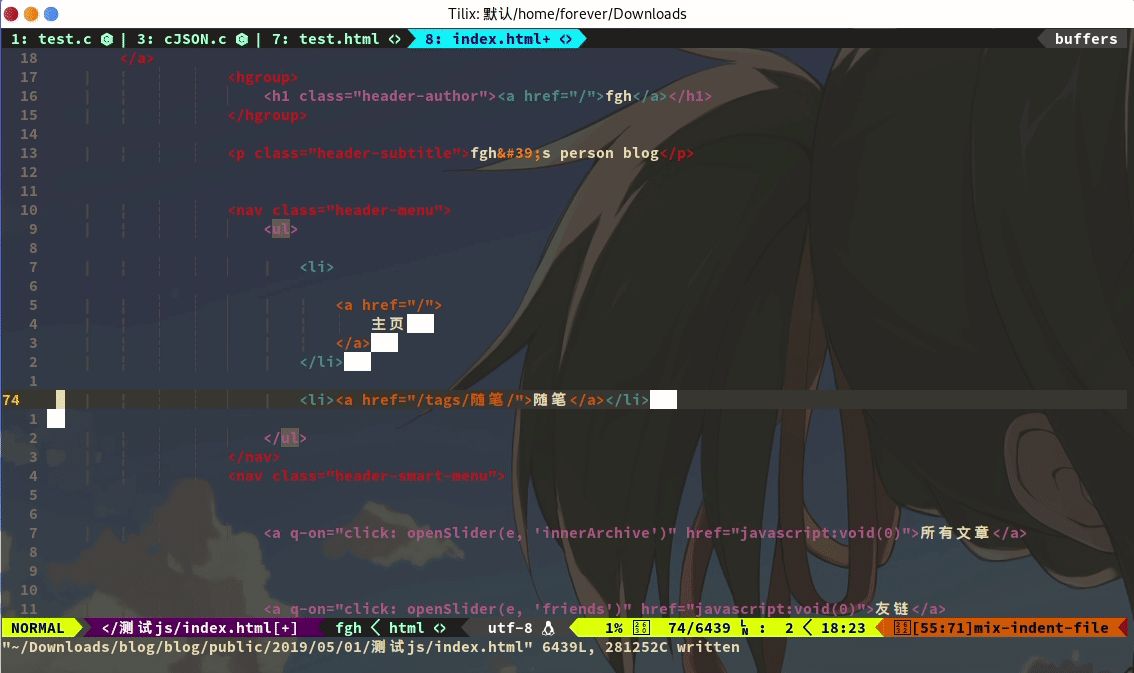 Tilix: 默认/home/forever/Downloads
1: test.c | 3: cJSON.c | 7: test.html <> 8: index.html+ <> buffers
18 </a>
17 <hgroup>
16 <h1 class="header-author"><a href="/">fgh</a></h1>
15 </hgroup>
14
13 <p class="header-subtitle">fgh&#39;s person blog</p>
12
11
10 <nav class="header-menu">
9 <ul>
8
7 <li>
6
5 <a href="/">
4 主页
3 </a>
2 </li>
1
74 <li><a href="/tags/随笔/">随笔</a></li>
1
2 </ul>
3 </nav>
4 <nav class="header-smart-menu">
5
6
7 <a q-on="click: openSlider(e, 'innerArchive')" href="javascript:void(0)">所有文章</a>
8
9
10
11 <a q-on="click: openSlider(e, 'friends')" href="javascript:void(0)">友链</a>
NORMAL </测试js/index.html[+] fgh < html <> utf-8 1% 74/6439 LN : 2 < 18:23 [55:71]mix-indent-file
"~/Downloads/blog/blog/public/2019/05/01/测试js/index.html" 6439L, 281252C written